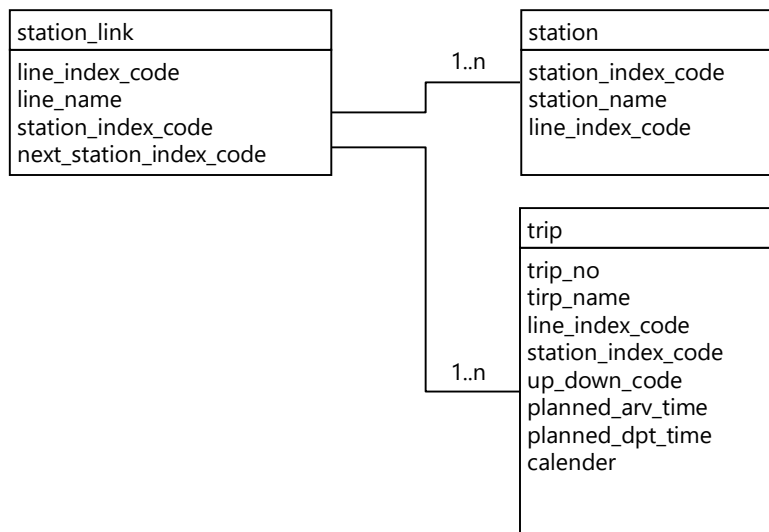 station_link
line_index_code
line_name
station_index_code
next_station_index_code
1..n
station
station_index_code
station_name
line_index_code
1..n
trip
trip_no
tirp_name
line_index_code
station_index_code
up_down_code
planned_arv_time
planned_dpt_time
calender